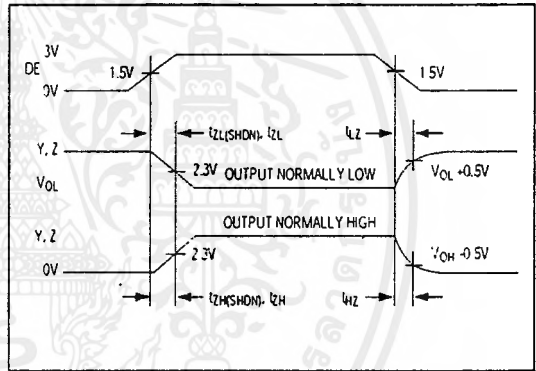 3V
DE
1.5V
1.5V
0V
tZL(SHDN), tZL
tLZ
Y, Z
2.3V
OUTPUT NORMALLY LOW
VOL +0.5V
VOL
OUTPUT NORMALLY HIGH
Y, Z
2.3V
VOH -0.5V
0V
tZH(SHDN), tZH
tHZ